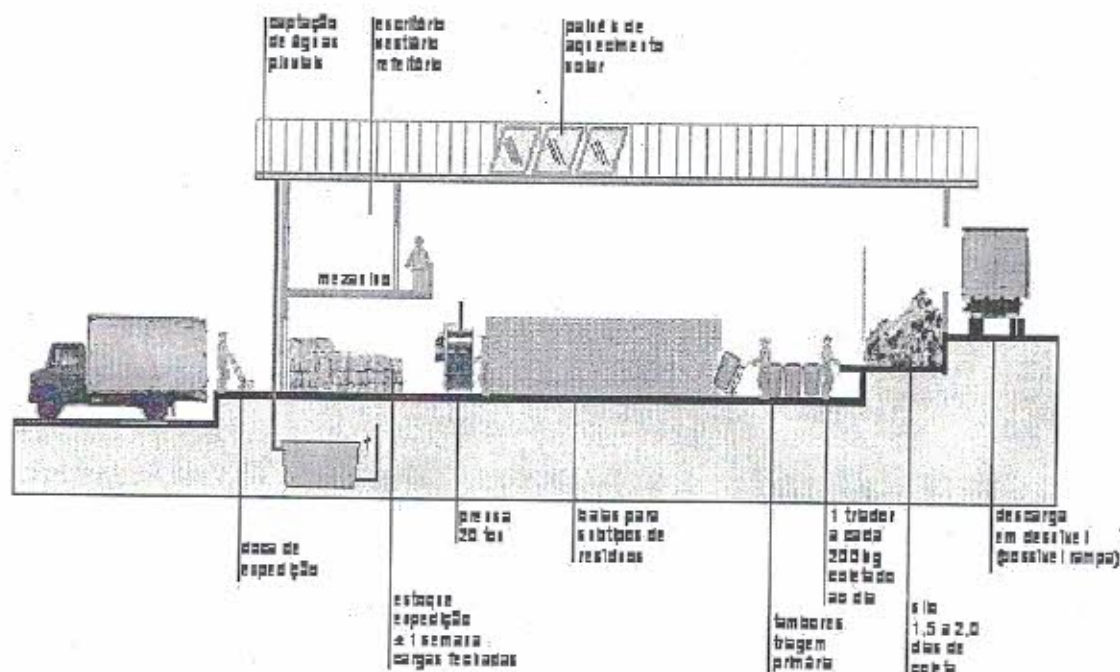 captação
de águas
pluviais
escritório
vestiário
refeitório
painéis de
aquecimento
solar
mezanino
doca de
expedição
estoque
expedição
± 1 semana
cargas fechadas
prensa
20 ton
baias para
subtipos de
resíduos
tambores
triagem
primária
1 triador
a cada
200 kg
coletado
ao dia
silo
1,5 a 2,0
dias de
coleta
descarga
em desnível
(possível rampa)